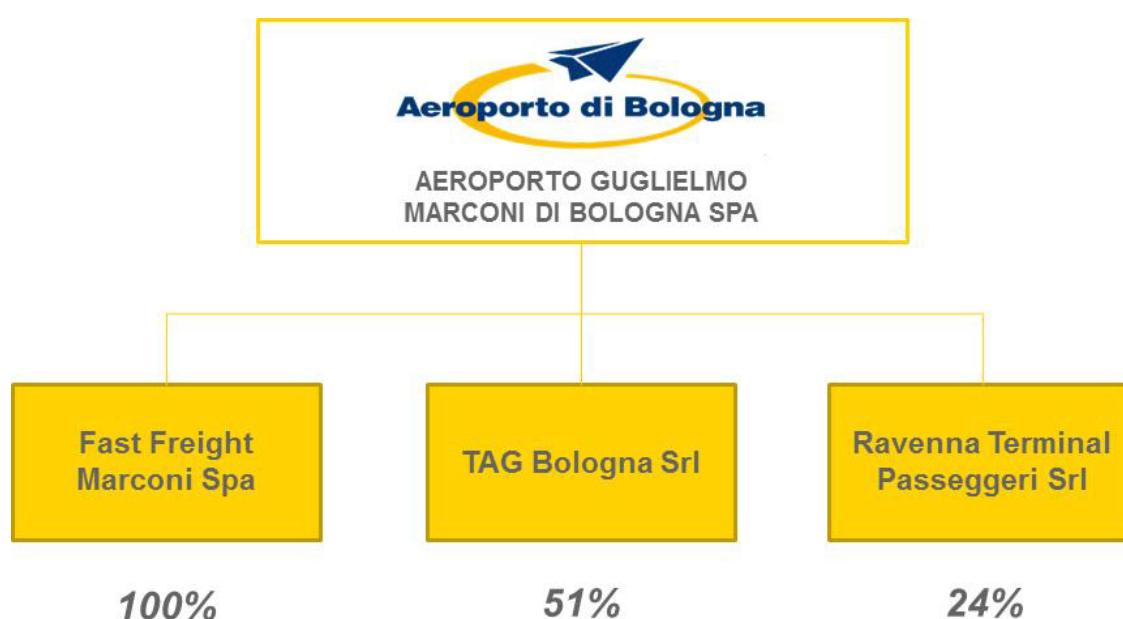 Aeroporto di Bologna
AEROPORTO GUGLIELMO
MARCONI DI BOLOGNA SPA
Fast Freight
Marconi Spa
TAG Bologna Srl
Ravenna Terminal
Passeggeri Srl
100%
51%
24%